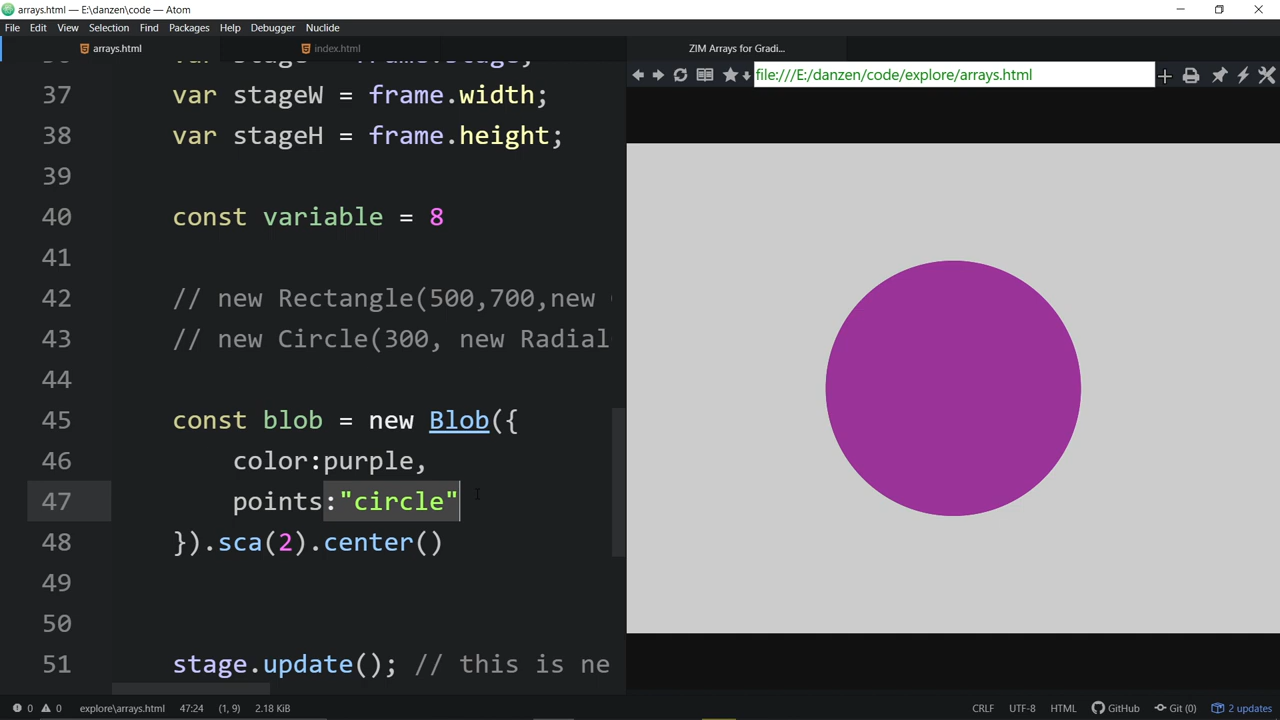 arrays.html — E:\danzen\code — Atom
File Edit View Selection Find Packages Help Debugger Nuclide
arrays.html index.html ZIM Arrays for Gradi...
file:///E:/danzen/code/explore/arrays.html
37 var stageW = frame.width;
38 var stageH = frame.height;
39
40 const variable = 8
41
42 // new Rectangle(500,700,new
43 // new Circle(300, new Radial
44
45 const blob = new Blob({
46 color:purple,
47 points:"circle"
48 }).sca(2).center()
49
50
51 stage.update(); // this is ne
0 0 explore\arrays.html 47:24 (1, 9) 2.18 KiB CRLF UTF-8 HTML GitHub Git (0) 2 updates